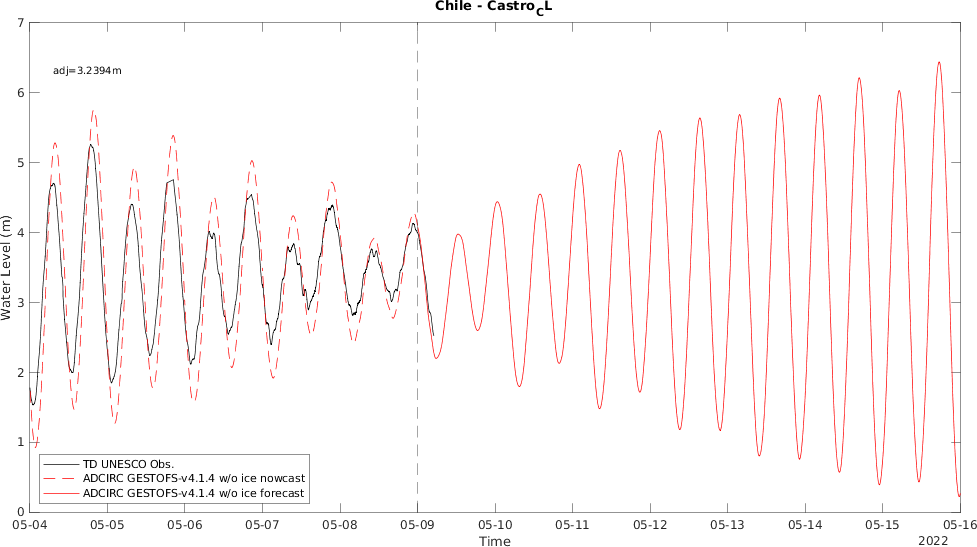 Chile - Castro_CL
adj=3.2394m
7
6
5
4
3
2
1
0
Water Level (m)
TD UNESCO Obs.
ADCIRC GESTOFS-v4.1.4 w/o ice nowcast
ADCIRC GESTOFS-v4.1.4 w/o ice forecast
05-04 05-05 05-06 05-07 05-08 05-09 05-10 05-11 05-12 05-13 05-14 05-15 05-16
Time
2022